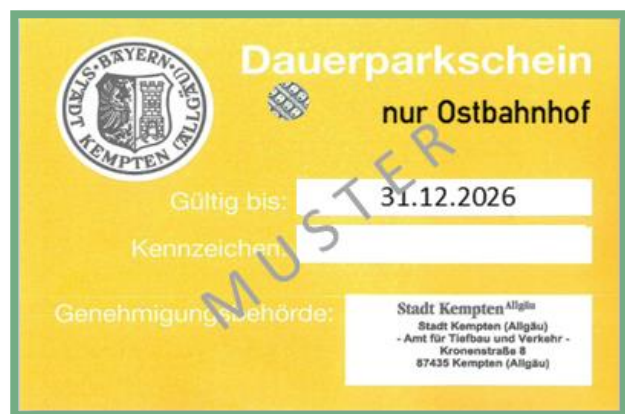 STADT · BAYERN · KEMPTEN (ALLGÄU)
Dauerparkschein
nur Ostbahnhof
Gültig bis: 31.12.2026
Kennzeichen:
MUSTER
Genehmigungsbehörde:
Stadt Kempten Allgäu
Stadt Kempten (Allgäu)
- Amt für Tiefbau und Verkehr -
Kronenstraße 8
87435 Kempten (Allgäu)